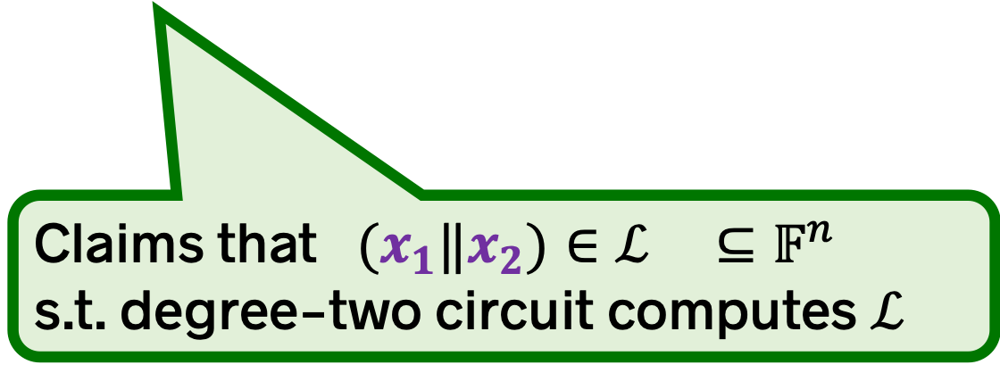 Claims that (𝒙₁‖𝒙₂) ∈ ℒ ⊆ 𝔽ⁿ
s.t. degree-two circuit computes ℒ